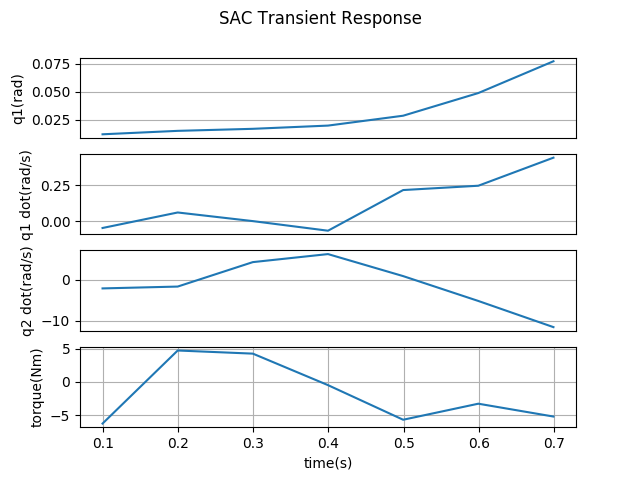 SAC Transient Response
q1(rad)
0.075
0.050
0.025
q1 dot(rad/s)
0.25
0.00
q2 dot(rad/s)
0
−10
torque(Nm)
5
0
−5
0.1 0.2 0.3 0.4 0.5 0.6 0.7
time(s)